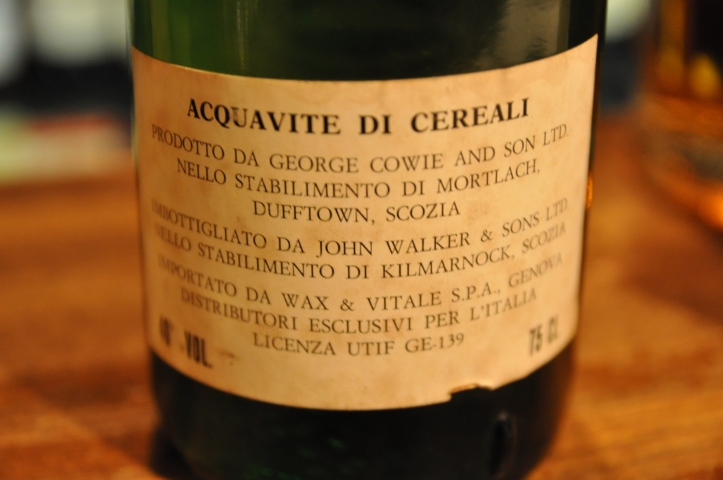 ACQUAVITE DI CEREALI
PRODOTTO DA GEORGE COWIE AND SON LTD.
NELLO STABILIMENTO DI MORTLACH,
DUFFTOWN, SCOZIA
IMBOTTIGLIATO DA JOHN WALKER & SONS LTD.
NELLO STABILIMENTO DI KILMARNOCK, SCOZIA
IMPORTATO DA WAX & VITALE S.P.A., GENOVA
DISTRIBUTORI ESCLUSIVI PER L'ITALIA
LICENZA UTIF GE-139
40° VOL.
75 CL